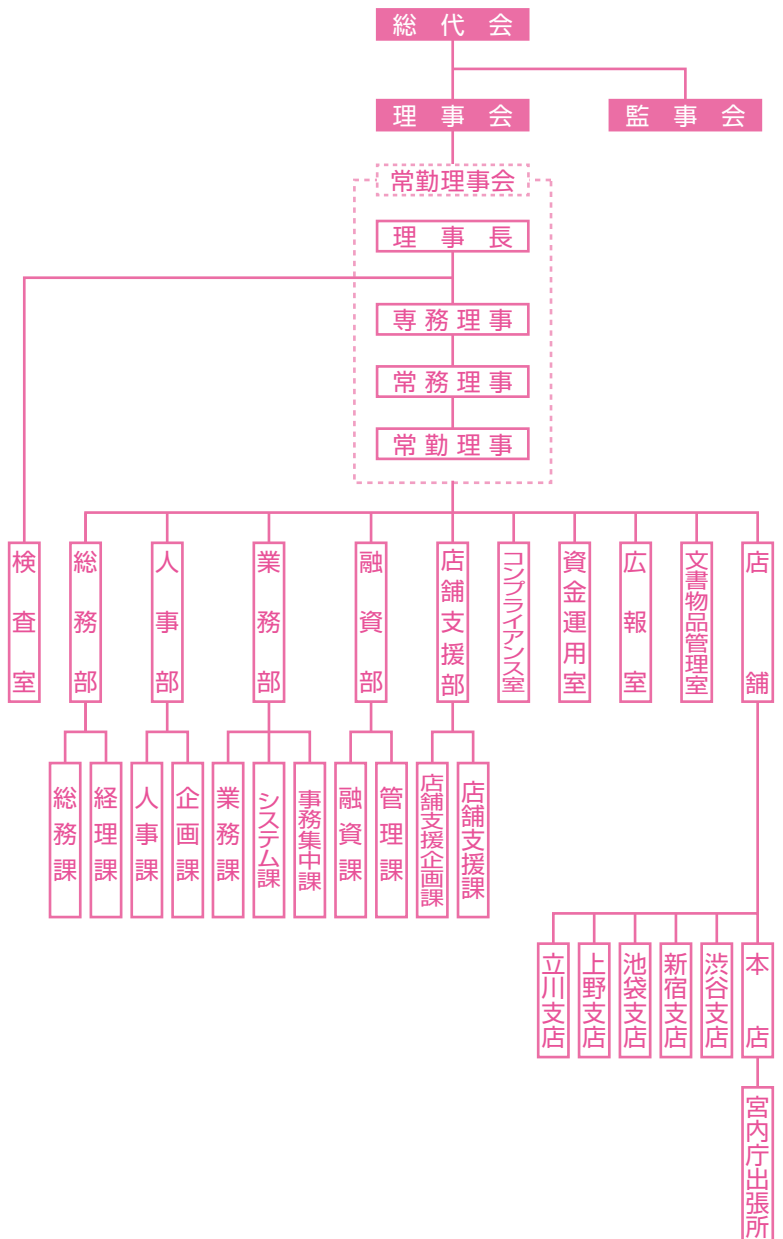 総代会
理事会
監事会
常勤理事会
理事長
専務理事
常務理事
常勤理事
検査室
総務部
人事部
業務部
融資部
店舗支援部
コンプライアンス室
資金運用室
広報室
文書物品管理室
店舗
総務課
経理課
人事課
企画課
業務課
システム課
事務集中課
融資課
管理課
店舗支援企画課
店舗支援課
立川支店
上野支店
池袋支店
新宿支店
渋谷支店
本店
宮内庁出張所